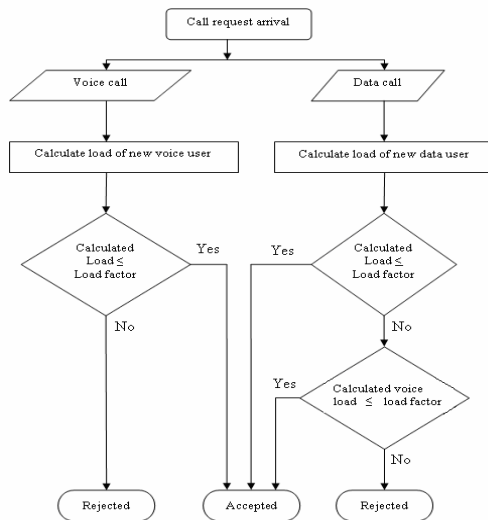 Call request arrival
Voice call
Data call
Calculate load of new voice user
Calculate load of new data user
Calculated
Load ≤
Load factor
Yes
No
Calculated
Load ≤
Load factor
Yes
No
Calculated voice
load ≤ load factor
Yes
No
Rejected
Accepted
Rejected